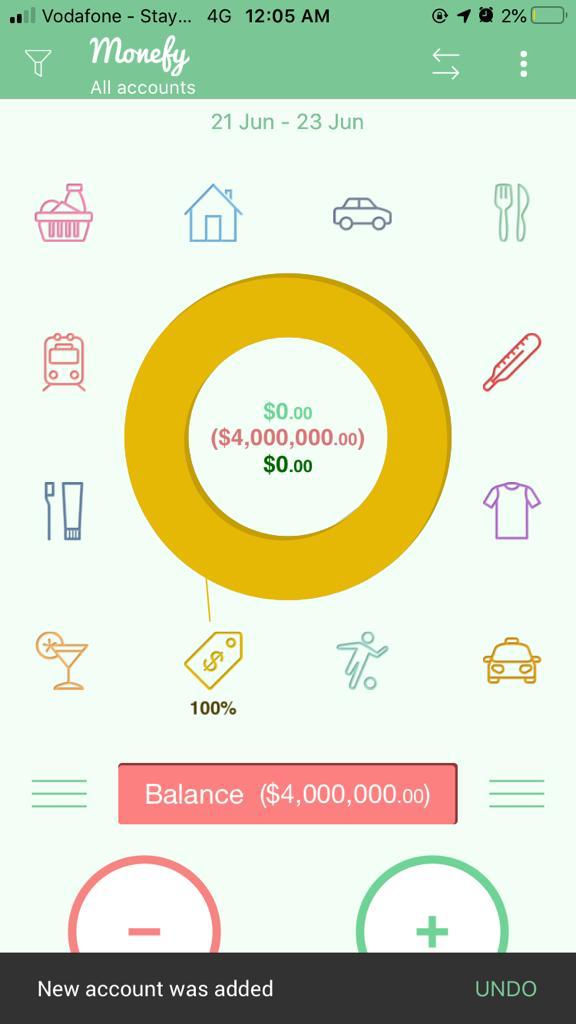 Vodafone - Stay... 4G 12:05 AM 2%
Monefy
All accounts
21 Jun - 23 Jun
$0.00
($4,000,000.00)
$0.00
$
100%
Balance ($4,000,000.00)
New account was added UNDO